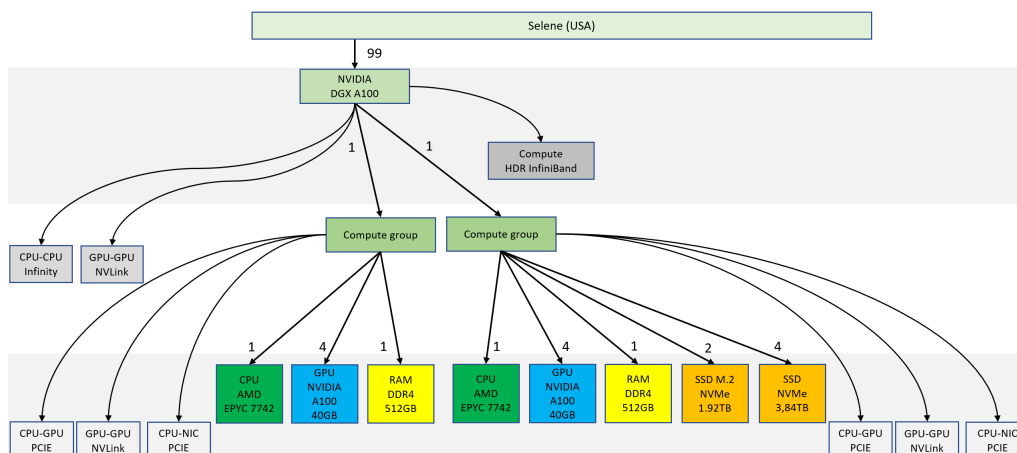 Selene (USA)
99
NVIDIA
DGX A100
1
1
Compute
HDR InfiniBand
Compute group
Compute group
CPU-CPU
Infinity
GPU-GPU
NVLink
1
4
1
1
4
1
2
4
CPU
AMD
EPYC 7742
GPU
NVIDIA
A100
40GB
RAM
DDR4
512GB
CPU
AMD
EPYC 7742
GPU
NVIDIA
A100
40GB
RAM
DDR4
512GB
SSD M.2
NVMe
1.92TB
SSD
NVMe
3,84TB
CPU-GPU
PCIE
GPU-GPU
NVLink
CPU-NIC
PCIE
CPU-GPU
PCIE
GPU-GPU
NVLink
CPU-NIC
PCIE